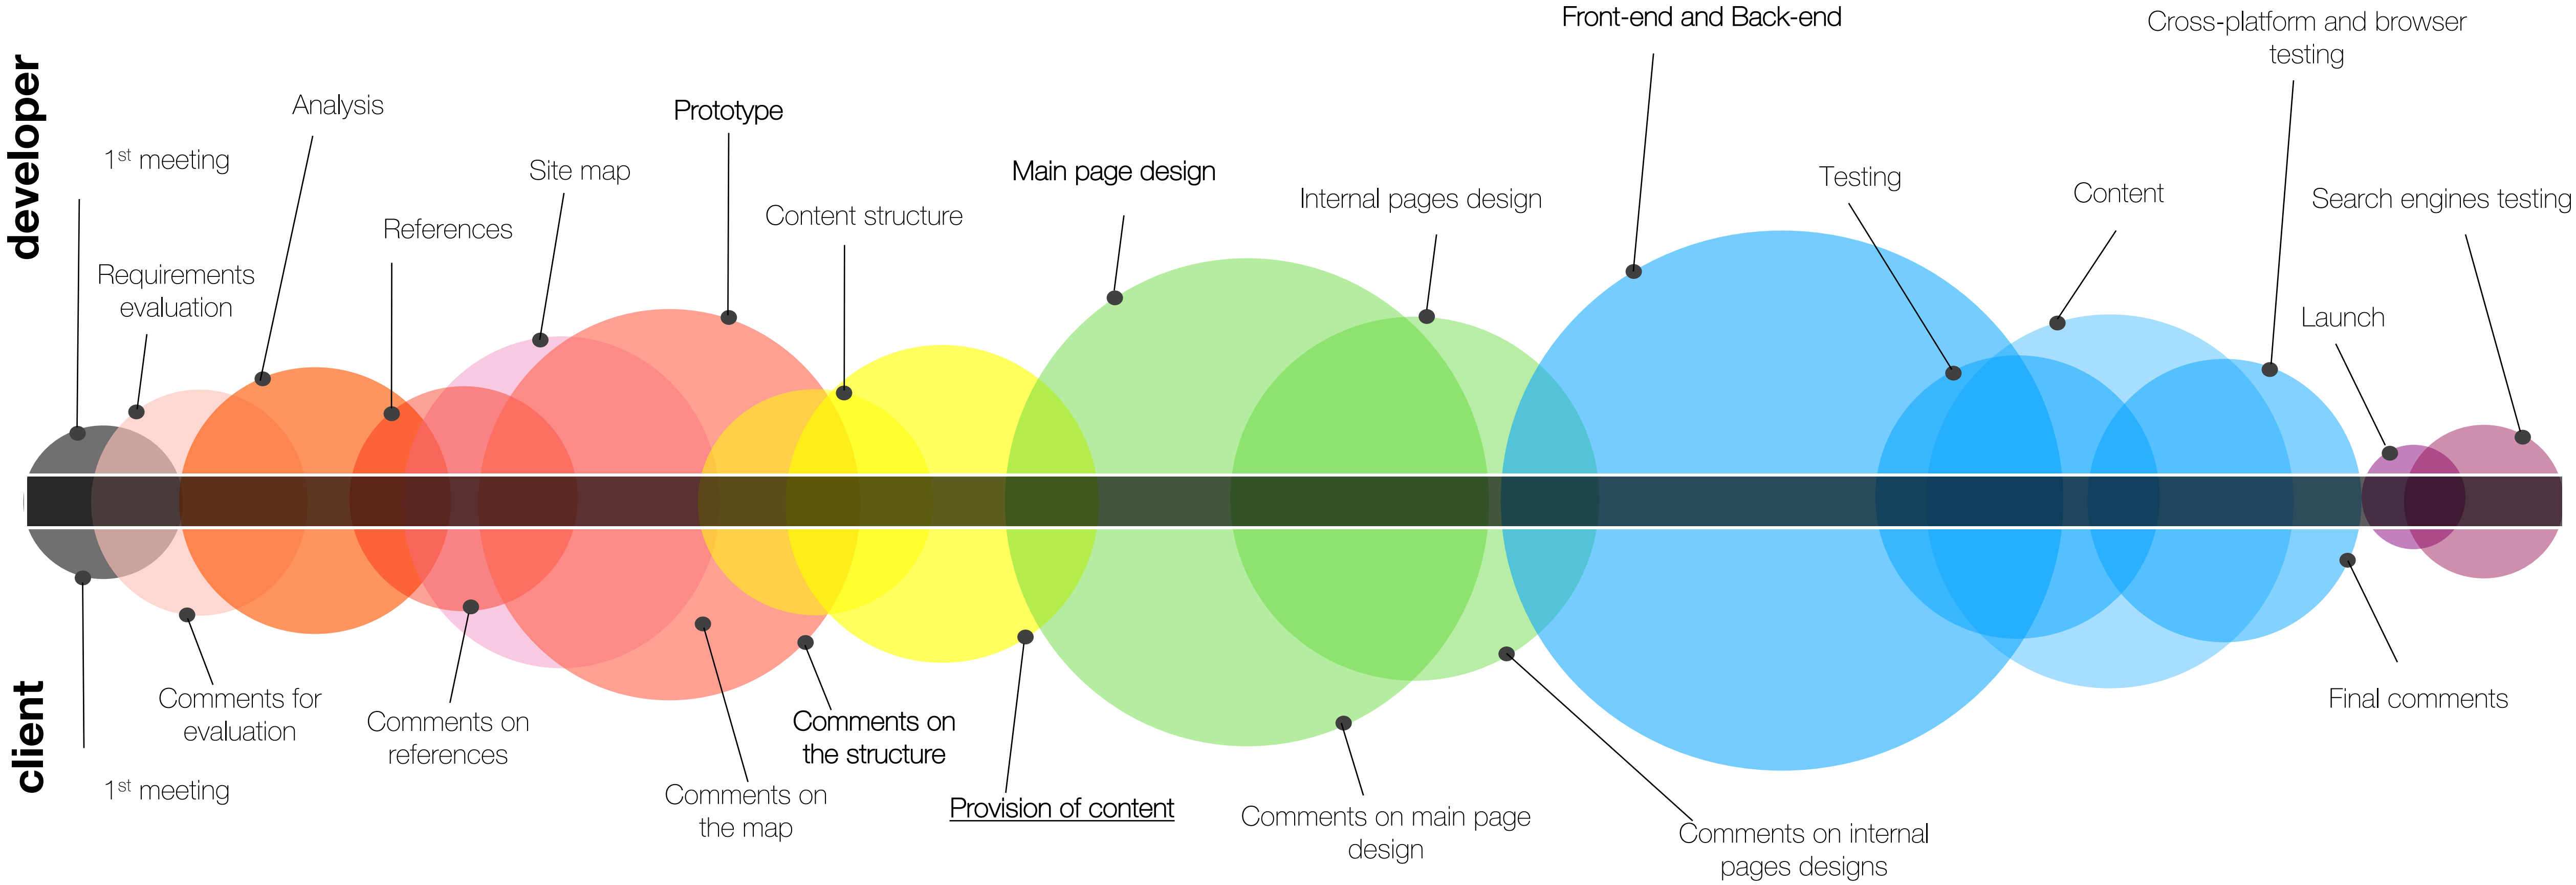 developer
1st meeting
Requirements
evaluation
Analysis
References
Site map
Prototype
Content structure
Main page design
Internal pages design
Front-end and Back-end
Testing
Content
Cross-platform and browser
testing
Launch
Search engines testing
client
1st meeting
Comments for
evaluation
Comments on
references
Comments on
the map
Comments on
the structure
Provision of content
Comments on main page
design
Comments on internal
pages designs
Final comments